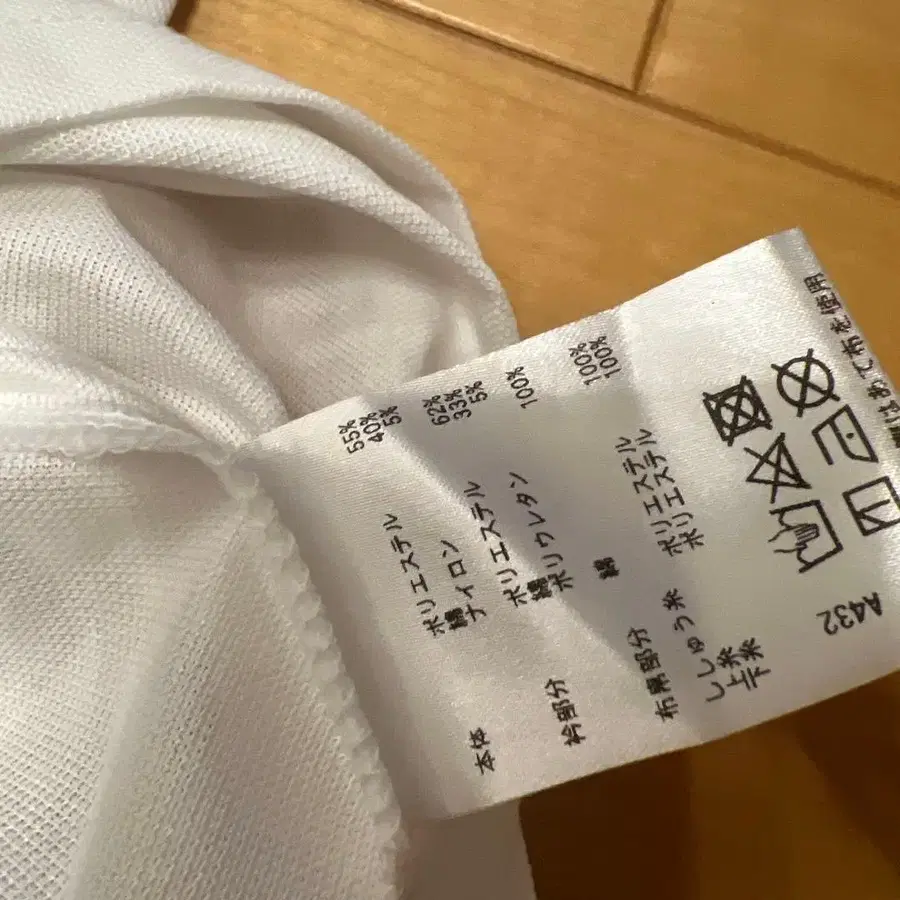 本体 ポリエステル 55%
綿 40%
ナイロン 5%
衿部分 ポリエステル 62%
綿 33%
ポリウレタン 5%
布帛部分 綿 100%
ししゅう糸
上糸 ポリエステル 100%
下糸 ポリエステル 100%
A432
はあて布を使用